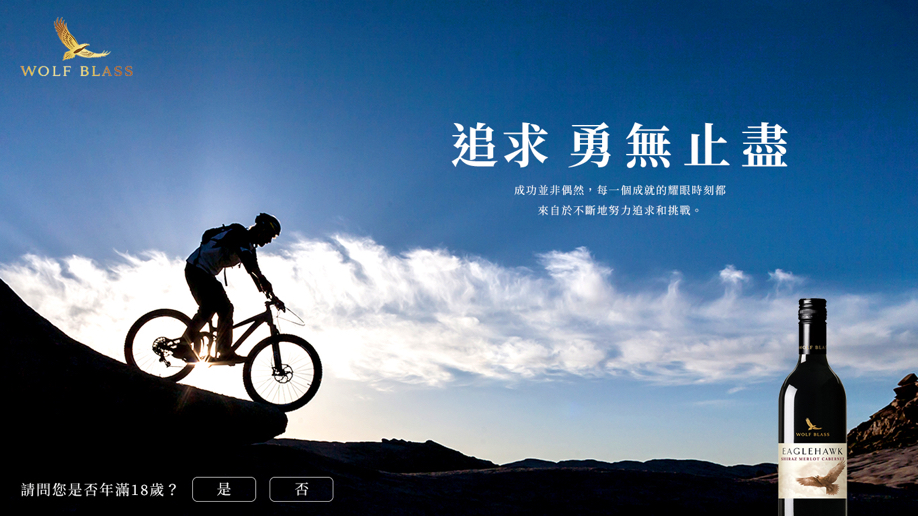 WOLF BLASS
追求 勇無止盡
成功並非偶然，每一個成就的耀眼時刻都
來自於不斷地努力追求和挑戰。
WOLF BLASS
WOLF BLASS
EAGLEHAWK
SHIRAZ MERLOT CABERNET
請問您是否年滿18歲？
是
否